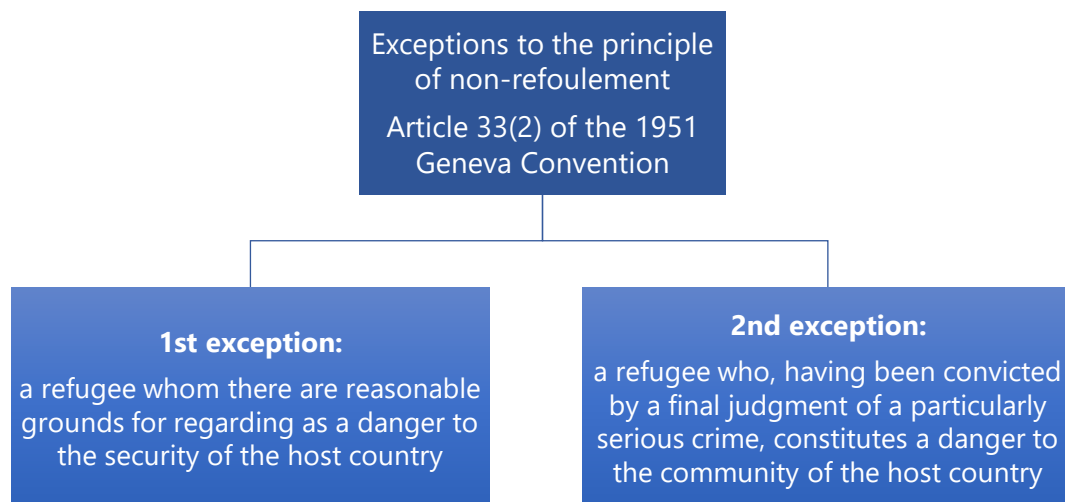 Exceptions to the principle
of non-refoulement
Article 33(2) of the 1951
Geneva Convention
1st exception:
a refugee whom there are reasonable
grounds for regarding as a danger to
the security of the host country
2nd exception:
a refugee who, having been convicted
by a final judgment of a particularly
serious crime, constitutes a danger to
the community of the host country